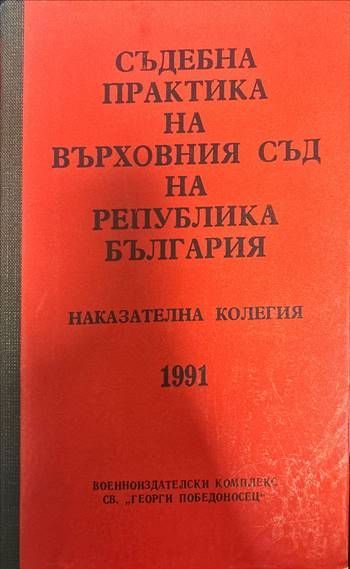 СЪДЕБНА
ПРАКТИКА
НА
ВЪРХОВНИЯ СЪД
НА
РЕПУБЛИКА
БЪЛГАРИЯ
НАКАЗАТЕЛНА КОЛЕГИЯ
1991
ВОЕННОИЗДАТЕЛСКИ КОМПЛЕКС
СВ. „ГЕОРГИ ПОБЕДОНОСЕЦ“